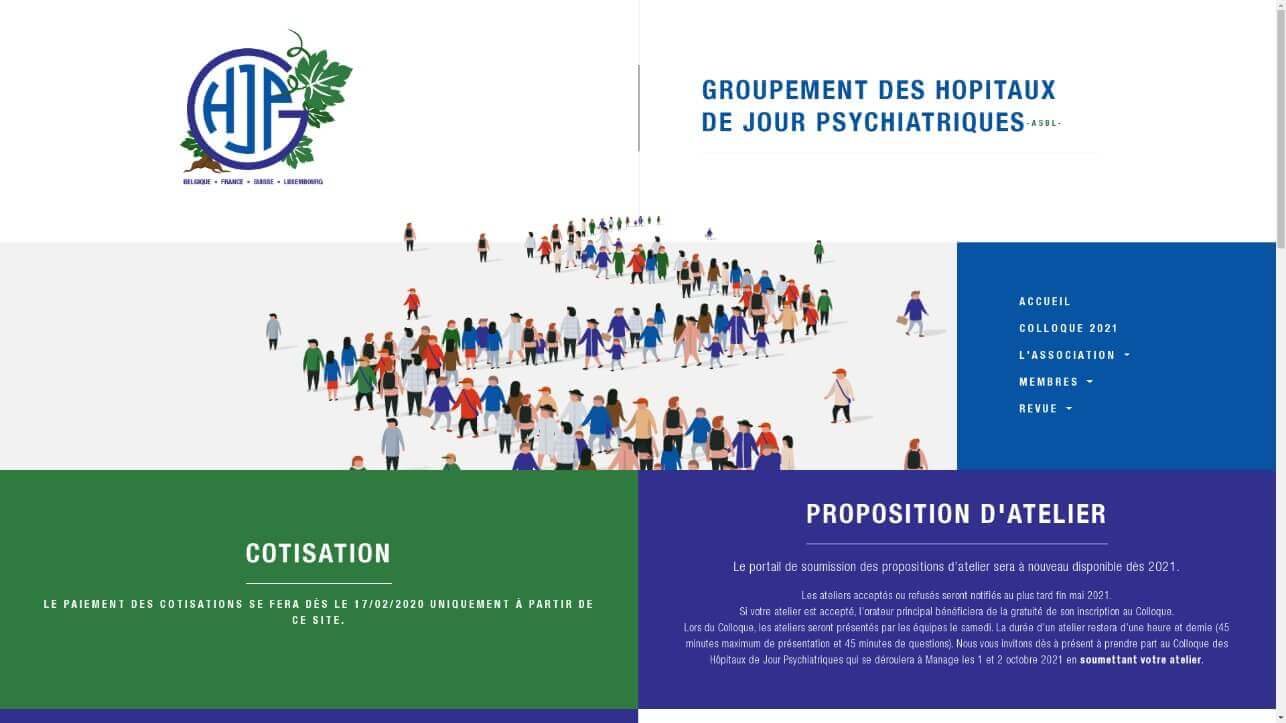 HJPG
BELGIQUE • FRANCE • SUISSE • LUXEMBOURG
GROUPEMENT DES HOPITAUX
DE JOUR PSYCHIATRIQUES -ASBL-
ACCUEIL
COLLOQUE 2021
L'ASSOCIATION
MEMBRES
REVUE
COTISATION
LE PAIEMENT DES COTISATIONS SE FERA DÈS LE 17/02/2020 UNIQUEMENT À PARTIR DE
CE SITE.
PROPOSITION D'ATELIER
Le portail de soumission des propositions d'atelier sera à nouveau disponible dès 2021.
Les ateliers acceptés ou refusés seront notifiés au plus tard fin mai 2021.
Si votre atelier est accepté, l'orateur principal bénéficiera de la gratuité de son inscription au Colloque.
Lors du Colloque, les ateliers seront présentés par les équipes le samedi. La durée d'un atelier restera d'une heure et demie (45
minutes maximum de présentation et 45 minutes de questions). Nous vous invitons dès à présent à prendre part au Colloque des
Hôpitaux de Jour Psychiatriques qui se déroulera à Manage les 1 et 2 octobre 2021 en soumettant votre atelier.